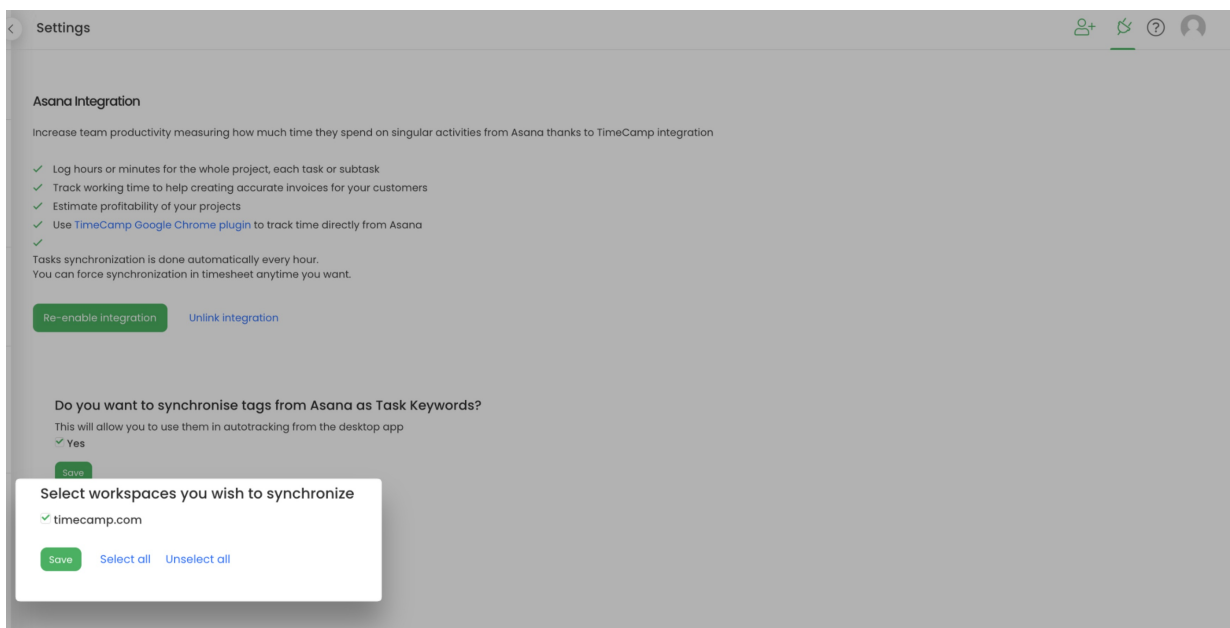 Settings
Asana Integration
Increase team productivity measuring how much time they spend on singular activities from Asana thanks to TimeCamp integration
Log hours or minutes for the whole project, each task or subtask
Track working time to help creating accurate invoices for your customers
Estimate profitability of your projects
Use TimeCamp Google Chrome plugin to track time directly from Asana
Tasks synchronization is done automatically every hour.
You can force synchronization in timesheet anytime you want.
Re-enable integration Unlink integration
Do you want to synchronise tags from Asana as Task Keywords?
This will allow you to use them in autotracking from the desktop app
Yes
Save
Select workspaces you wish to synchronize
timecamp.com
Save Select all Unselect all